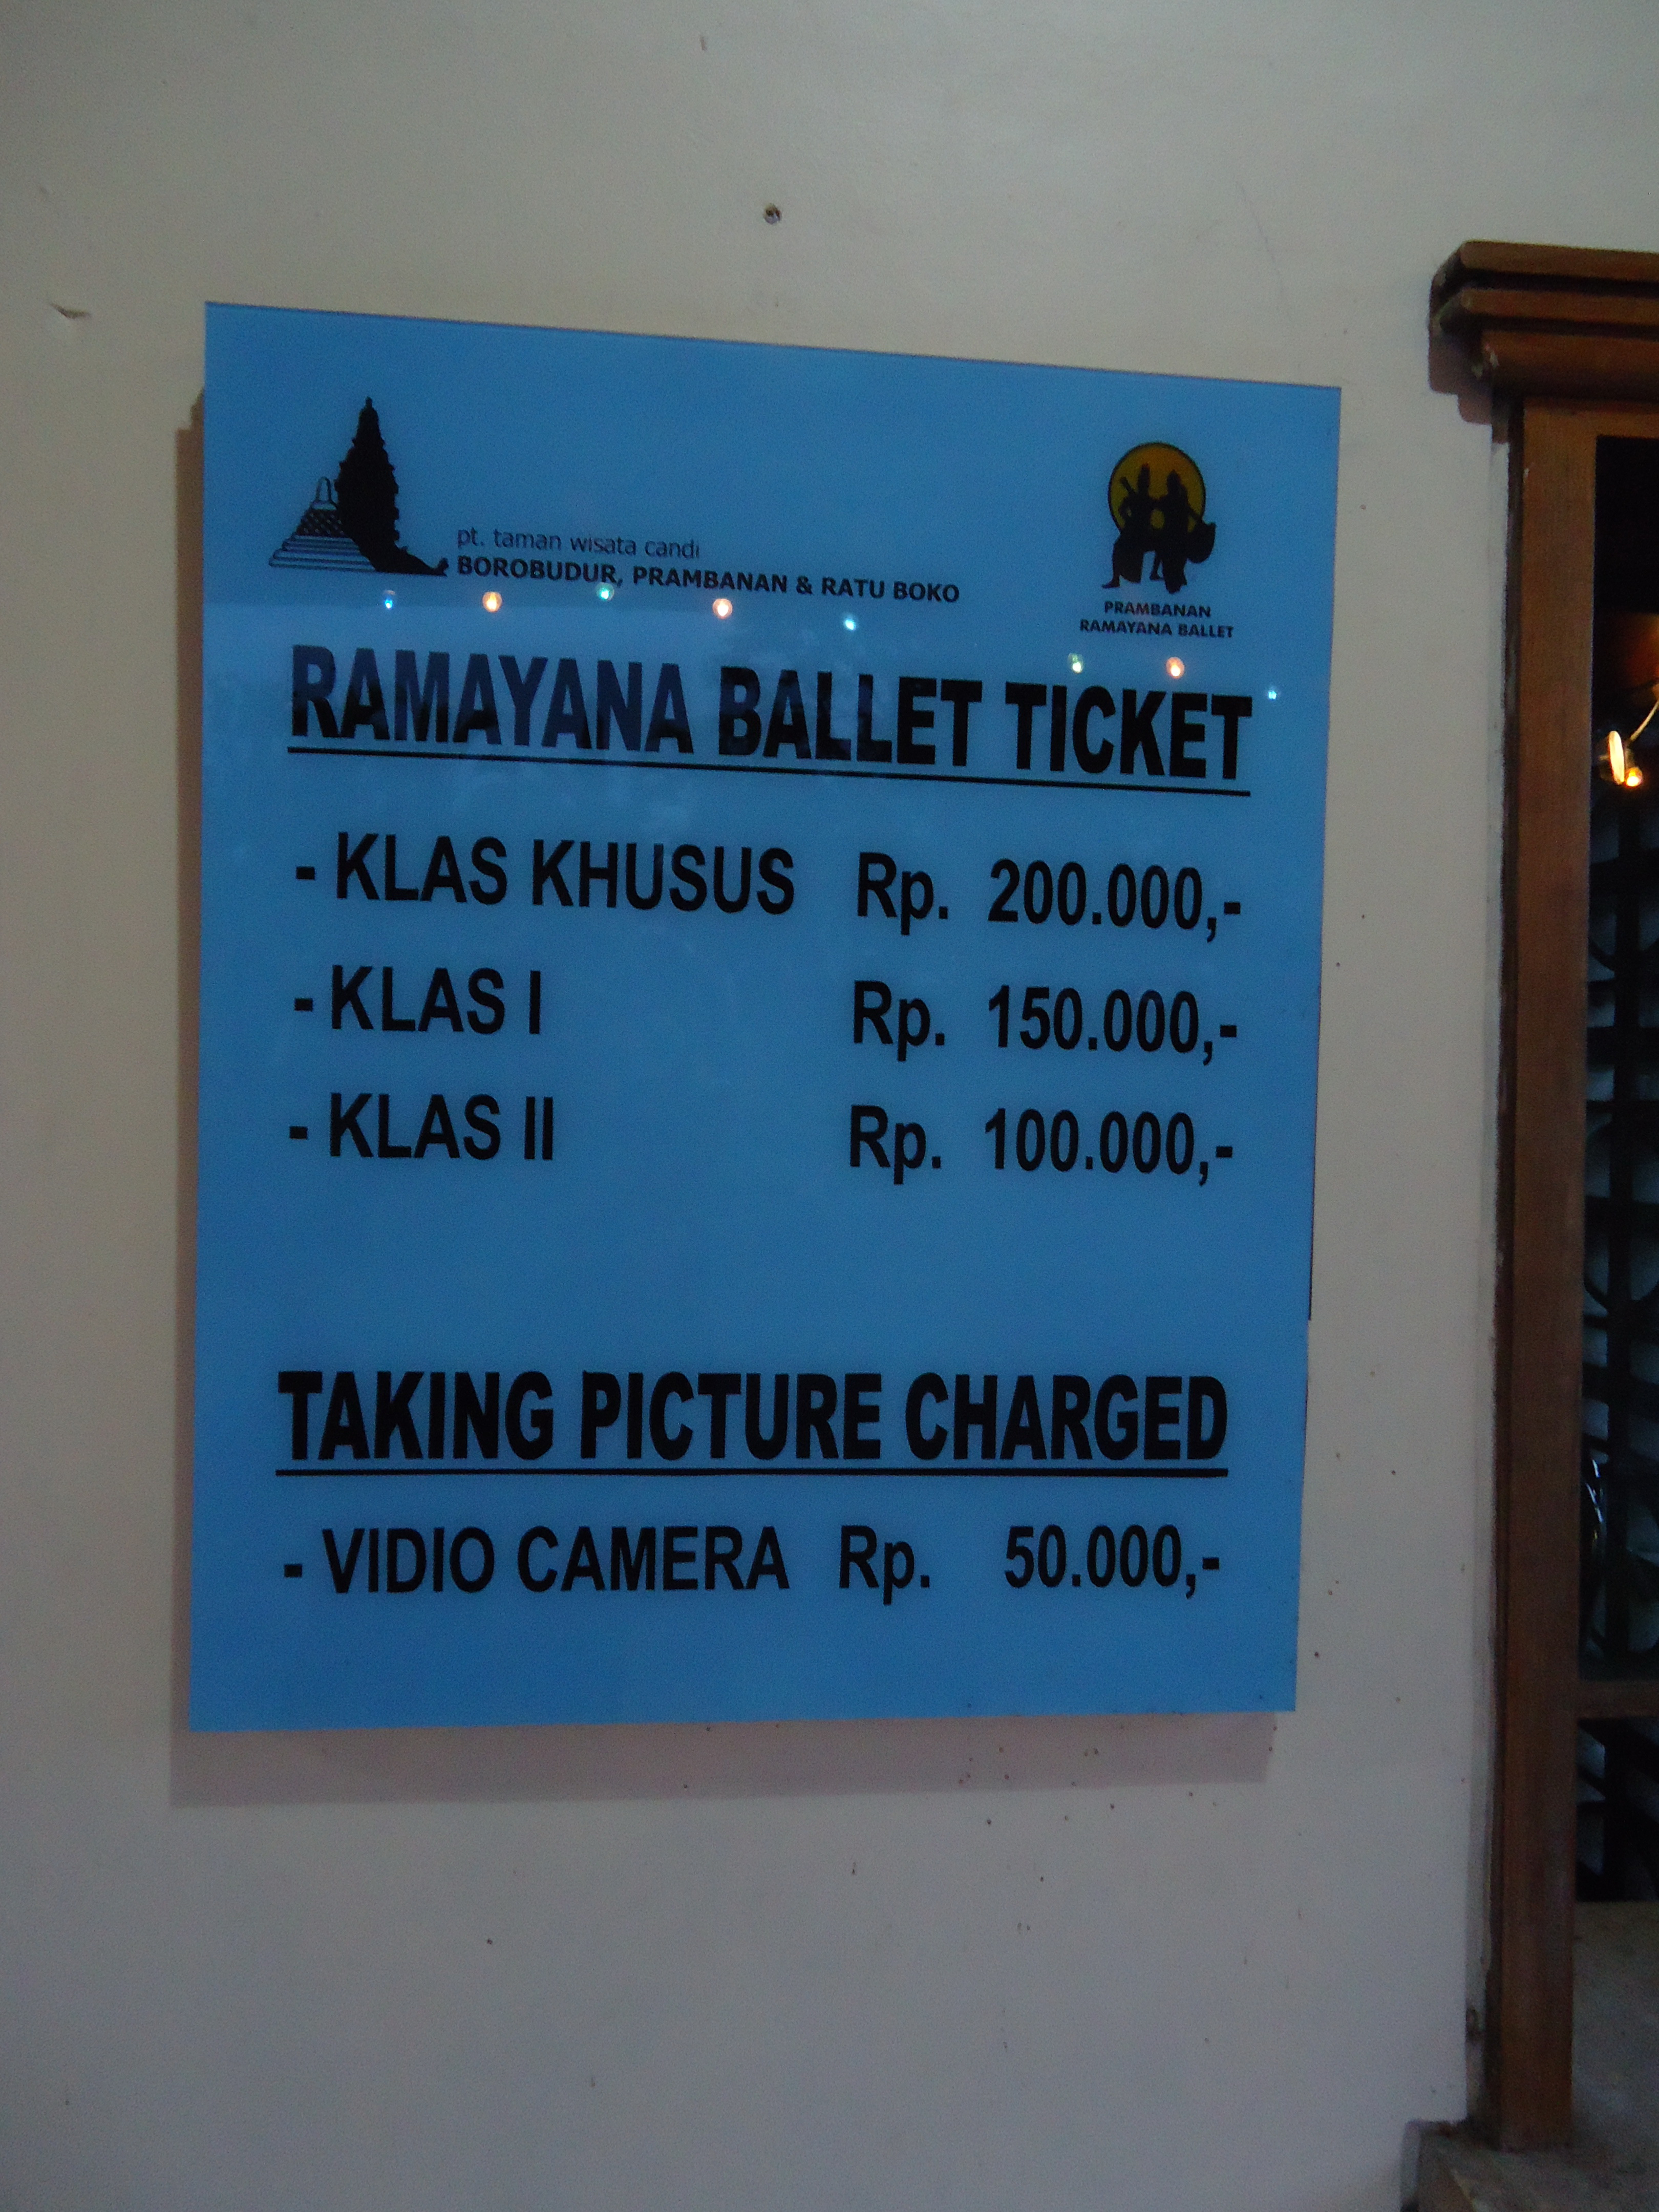 pt. taman wisata candi
BOROBUDUR, PRAMBANAN & RATU BOKO
PRAMBANAN
RAMAYANA BALLET
RAMAYANA BALLET TICKET
- KLAS KHUSUS Rp. 200.000,-
- KLAS I Rp. 150.000,-
- KLAS II Rp. 100.000,-
TAKING PICTURE CHARGED
- VIDIO CAMERA Rp. 50.000,-